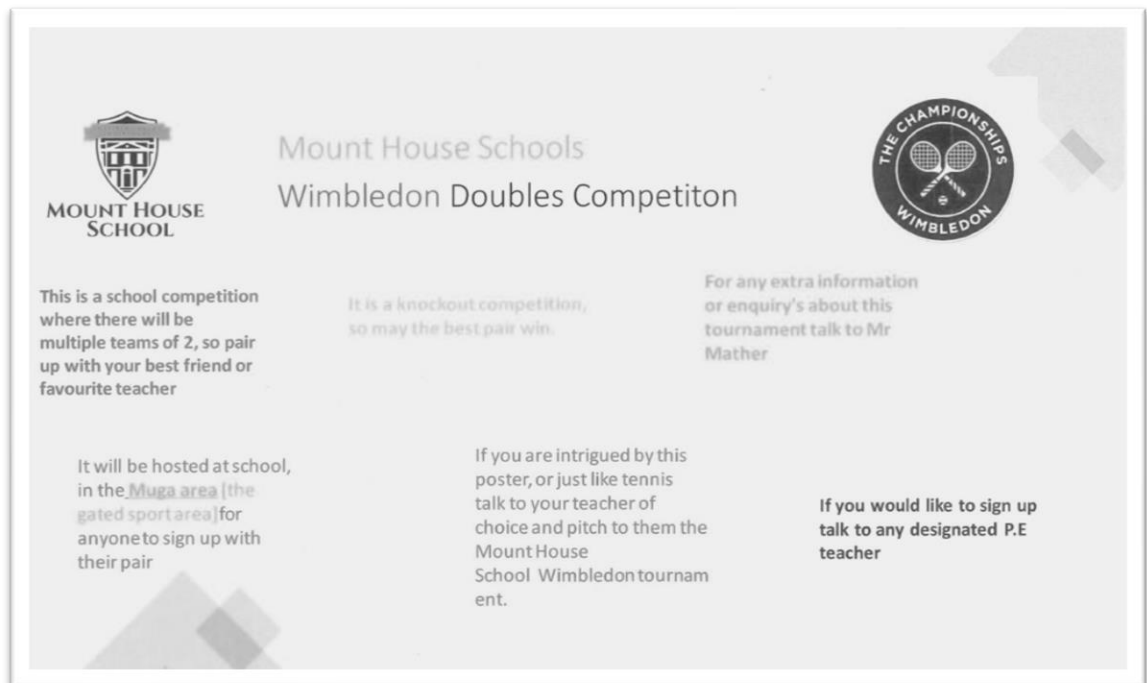 MOUNT HOUSE
SCHOOL
Mount House Schools
Wimbledon Doubles Competiton
THE CHAMPIONSHIPS
WIMBLEDON
This is a school competition
where there will be
multiple teams of 2, so pair
up with your best friend or
favourite teacher
It is a knockout competition,
so may the best pair win.
For any extra information
or enquiry's about this
tournament talk to Mr
Mather
It will be hosted at school,
in the Muga area [the
gated sport area]for
anyone to sign up with
their pair
If you are intrigued by this
poster, or just like tennis
talk to your teacher of
choice and pitch to them the
Mount House
School Wimbledon tournam
ent.
If you would like to sign up
talk to any designated P.E
teacher